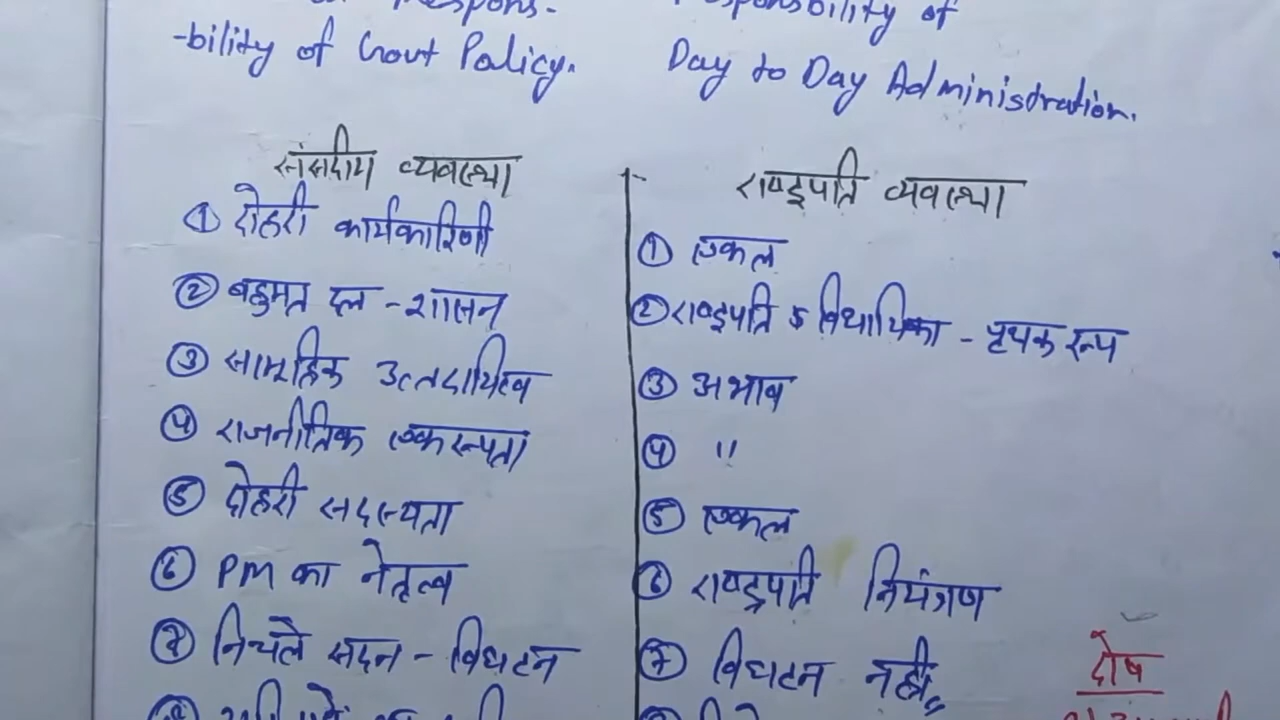 -bility of Govt Policy.
Responsibility of
Day to Day Administration.
संसदीय व्यवस्था
① दोहरी कार्यकारिणी
② बहुमत दल - शासन
③ सामूहिक उत्तरदायित्व
④ राजनीतिक एकरूपता
⑤ दोहरी सदस्यता
⑥ PM का नेतृत्व
⑦ निचले सदन - विघटन
राष्ट्रपति व्यवस्था
① एकल
② राष्ट्रपति & विधायिका - पृथक रूप
③ अभाव
④ "
⑤ एकल
⑥ राष्ट्रपति नियंत्रण
⑦ विघटन नहीं,,
दोष